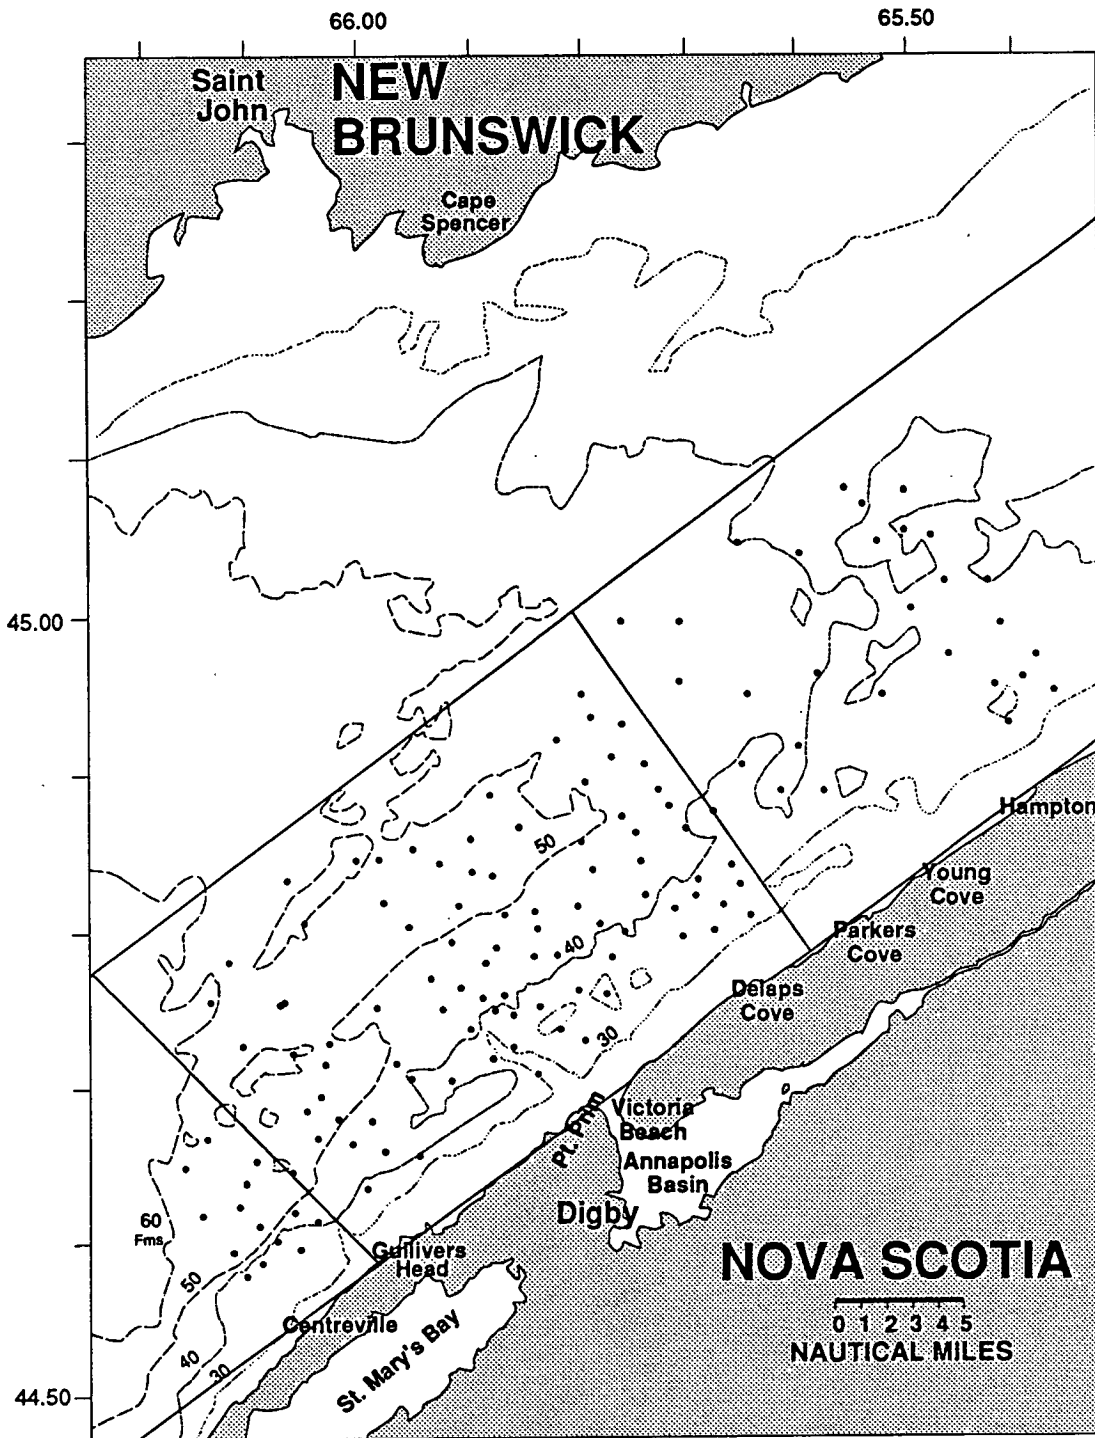 66.00
65.50
Saint
John
NEW
BRUNSWICK
Cape
Spencer
45.00
50
Hampton
Young
Cove
40
Parkers
Cove
Delaps
Cove
30
Pt. Prim
Victoria
Beach
Annapolis
Basin
Digby
60
Fms.
Gullivers
Head
NOVA SCOTIA
50
0 1 2 3 4 5
NAUTICAL MILES
Centreville
St. Mary's Bay
40
30
44.50